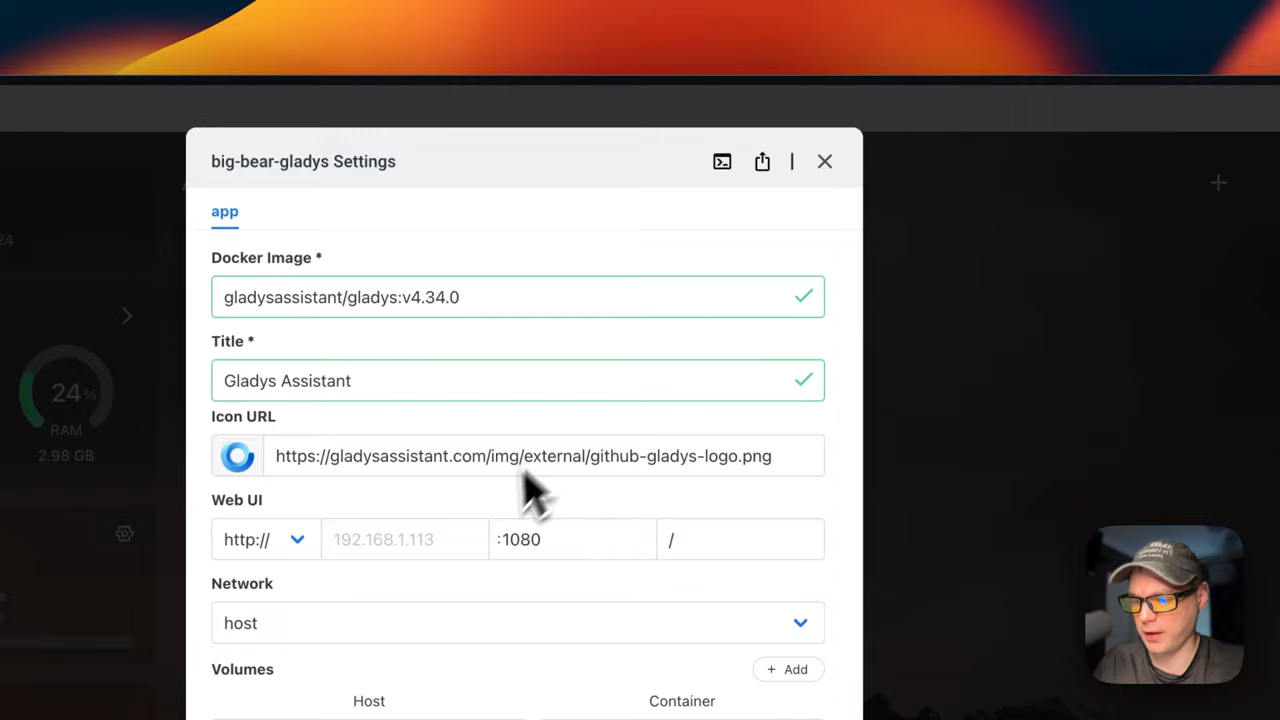 big-bear-gladys Settings
app
24
Docker Image *
gladysassistant/gladys:v4.34.0
Title *
Gladys Assistant
24%
RAM
2.98 GB
Icon URL
https://gladysassistant.com/img/external/github-gladys-logo.png
Web UI
http:// 192.168.1.113 :1080 /
Network
host
Volumes + Add
Host Container